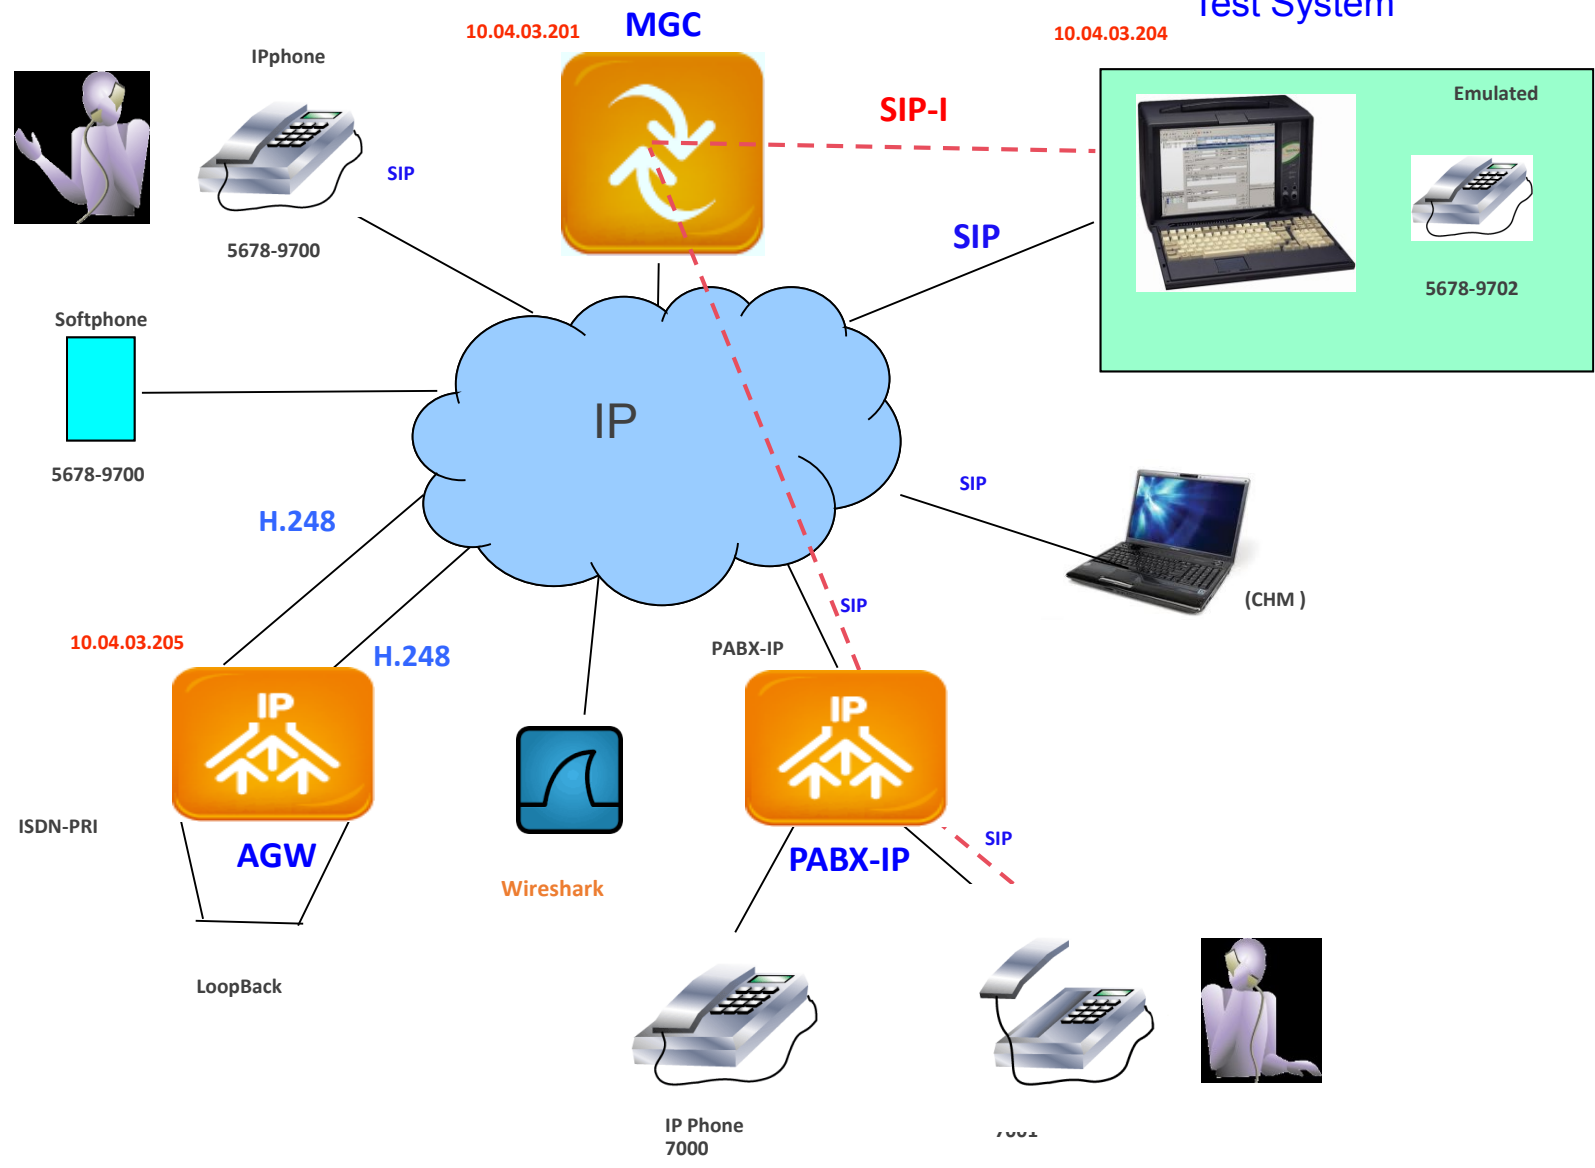 Test System
10.04.03.201
MGC
10.04.03.204
IPphone
SIP-I
Emulated
SIP
5678-9700
SIP
5678-9702
Softphone
IP
5678-9700
H.248
SIP
(CHM )
SIP
10.04.03.205
H.248
PABX-IP
IP
IP
ISDN-PRI
AGW
SIP
PABX-IP
Wireshark
LoopBack
IP Phone
7000